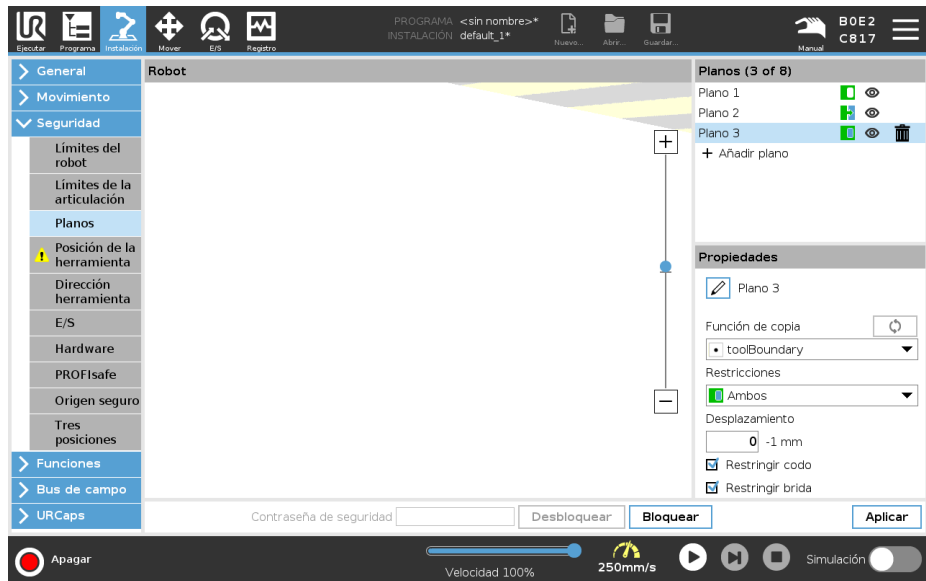 PROGRAMA <sin nombre>*
INSTALACIÓN default_1*
B0E2
C817
Ejecutar
Programa
Instalación
Mover
E/S
Registro
Nuevo...
Abrir...
Guardar...
Manual
General
Movimiento
Seguridad
Límites del
robot
Límites de la
articulación
Planos
Posición de la
herramienta
Dirección
herramienta
E/S
Hardware
PROFIsafe
Origen seguro
Tres
posiciones
Funciones
Bus de campo
URCaps
Robot
Planos (3 of 8)
Plano 1
Plano 2
Plano 3
+ Añadir plano
Propiedades
Plano 3
Función de copia
toolBoundary
Restricciones
Ambos
Desplazamiento
0 -1 mm
Restringir codo
Restringir brida
Contraseña de seguridad
Desbloquear
Bloquear
Aplicar
Apagar
Velocidad 100%
250mm/s
Simulación